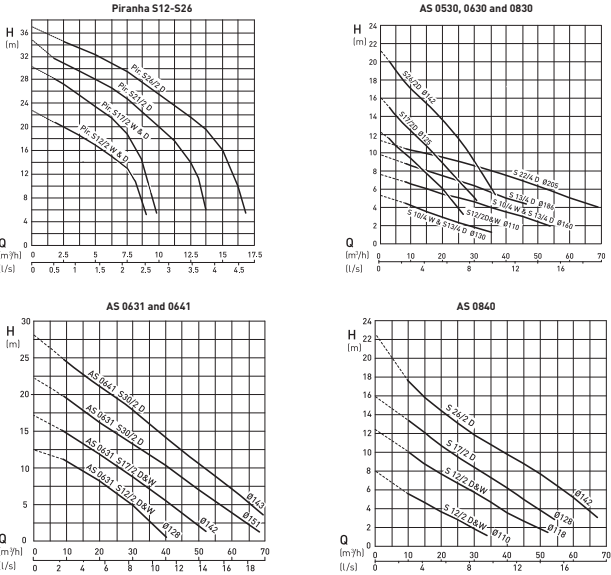 Piranha S12-S26
H
(m)
36
32
28
24
20
16
12
8
4
0
Pir. S26/2 D
Pir. S21/2 D
Pir. S17/2 W & D
Pir. S12/2 W & D
Q
(m³/h)
0 2.5 5 7.5 10 12.5 15 17.5
(l/s)
0 0.5 1 1.5 2 2.5 3 3.5 4 4.5
AS 0530, 0630 and 0830
H
(m)
24
22
20
18
16
14
12
10
8
6
4
2
0
S26/2D Ø142
S17/2D Ø125
S 22/4 D Ø205
S 13/4 D Ø186
S 10/4 W & S 13/4 D Ø160
S12/2D&W Ø110
S 10/4 W & S13/4 D Ø130
Q
(m³/h)
0 10 20 30 40 50 60 70
(l/s)
0 4 8 12 16
AS 0631 and 0641
H
(m)
30
25
20
15
10
5
0
AS 0641 S30/2 D
AS 0631 S30/2 D
AS 0631 S17/2 D&W
AS 0631 S12/2 D&W
Ø143
Ø151
Ø142
Ø128
Q
(m³/h)
0 10 20 30 40 50 60 70
(l/s)
0 2 4 6 8 10 12 14 16 18
AS 0840
H
(m)
24
22
20
18
16
14
12
10
8
6
4
2
0
S 26/2 D
S 17/2 D
S 12/2 D&W
S 12/2 D&W Ø110
Ø142
Ø128
Ø118
Q
(m³/h)
0 10 20 30 40 50 60 70
(l/s)
0 4 8 12 16